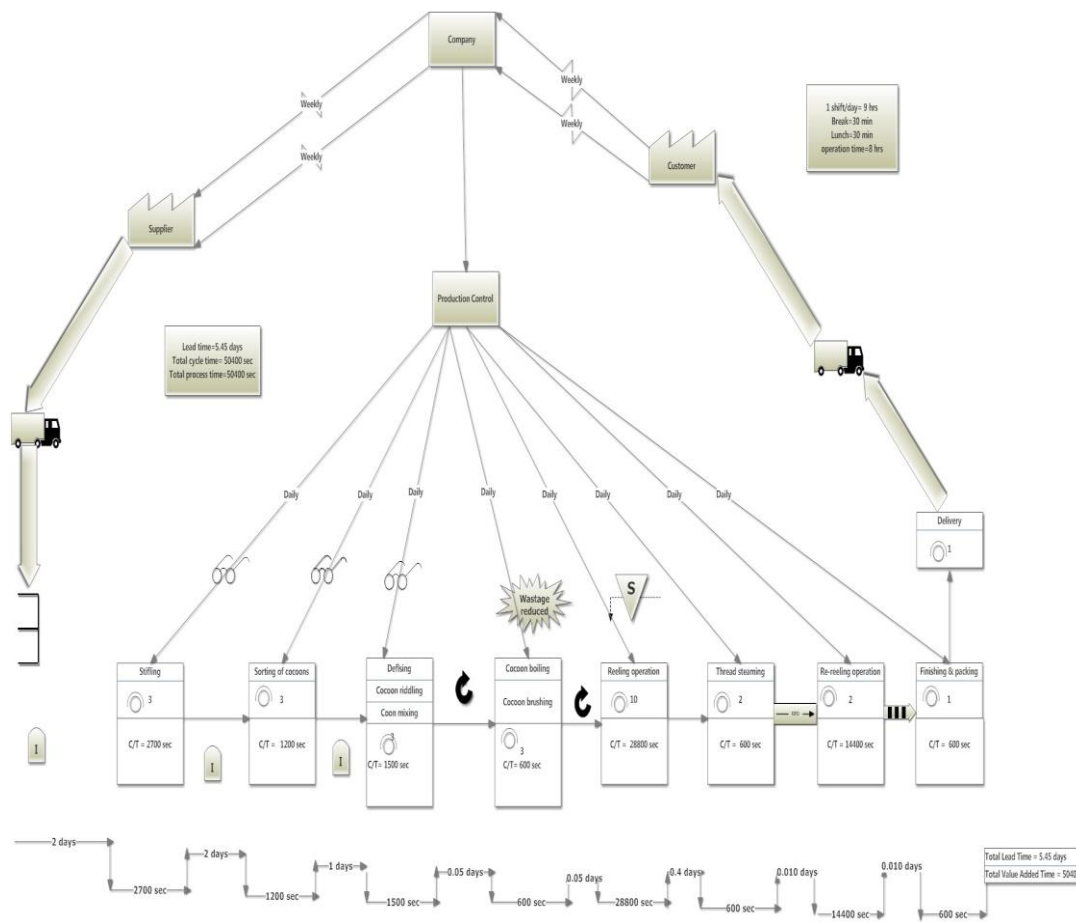 Company
Weekly
Weekly
Weekly
Weekly
1 shift/day= 9 hrs
Break=30 min
Lunch=30 min
operation time=8 hrs
Customer
Supplier
Production Control
Lead time=5.45 days
Total cycle time= 50400 sec
Total process time=50400 sec
Daily
Daily
Daily
Daily
Daily
Daily
Daily
Daily
Delivery
1
Wastage
reduced
S
Stifling
3
C/T = 2700 sec
Sorting of cocoons
3
C/T = 1200 sec
Deflsing
Cocoon riddling
Coon mixing
3
C/T= 1500 sec
Cocoon boiling
Cocoon brushing
3
C/T= 600 sec
Reeling operation
10
C/T= 28800 sec
Thread steaming
2
C/T= 600 sec
Re-reeling operation
2
C/T=14400 sec
Finishing & packing
1
C/T= 600 sec
I
I
I
2 days
2700 sec
2 days
1200 sec
1 days
1500 sec
0.05 days
600 sec
0.05 days
28800 sec
0.4 days
600 sec
0.010 days
14400 sec
0.010 days
600 sec
Total Lead Time = 5.45 days
Total Value Added Time = 5040